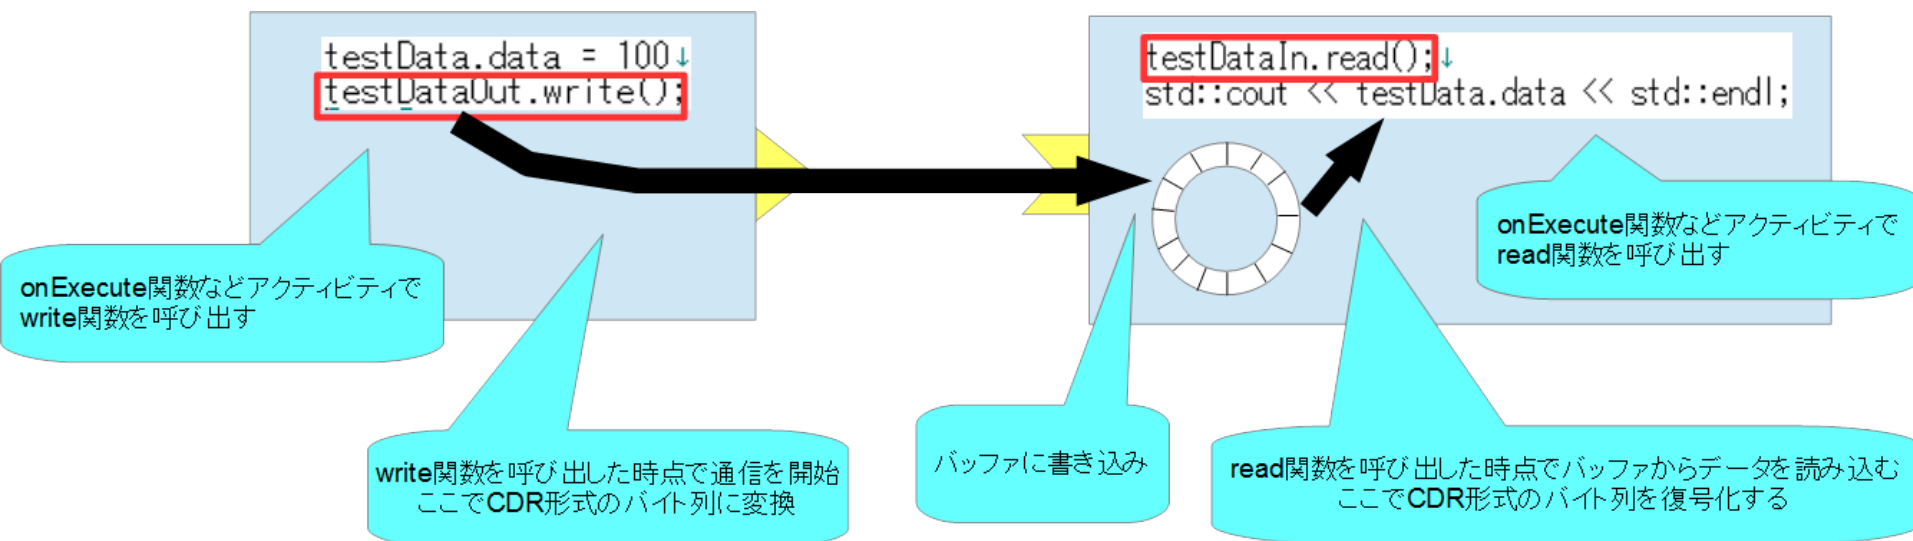 testData.data = 100↓
testDataOut.write();
testDataIn.read();↓
std::cout << testData.data << std::endl;
onExecute関数などアクティビティで
write関数を呼び出す
onExecute関数などアクティビティで
read関数を呼び出す
write関数を呼び出した時点で通信を開始
ここでCDR形式のバイト列に変換
バッファに書き込み
read関数を呼び出した時点でバッファからデータを読み込む
ここでCDR形式のバイト列を復号化する